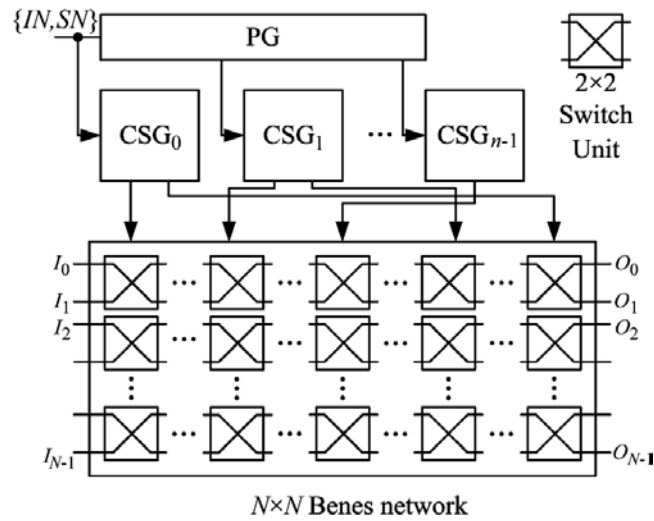 {IN,SN}
PG
2×2
Switch
Unit
CSG0
CSG1
...
CSGn-1
I0
O0
I1
O1
I2
O2
IN-1
ON-1
N×N Benes network